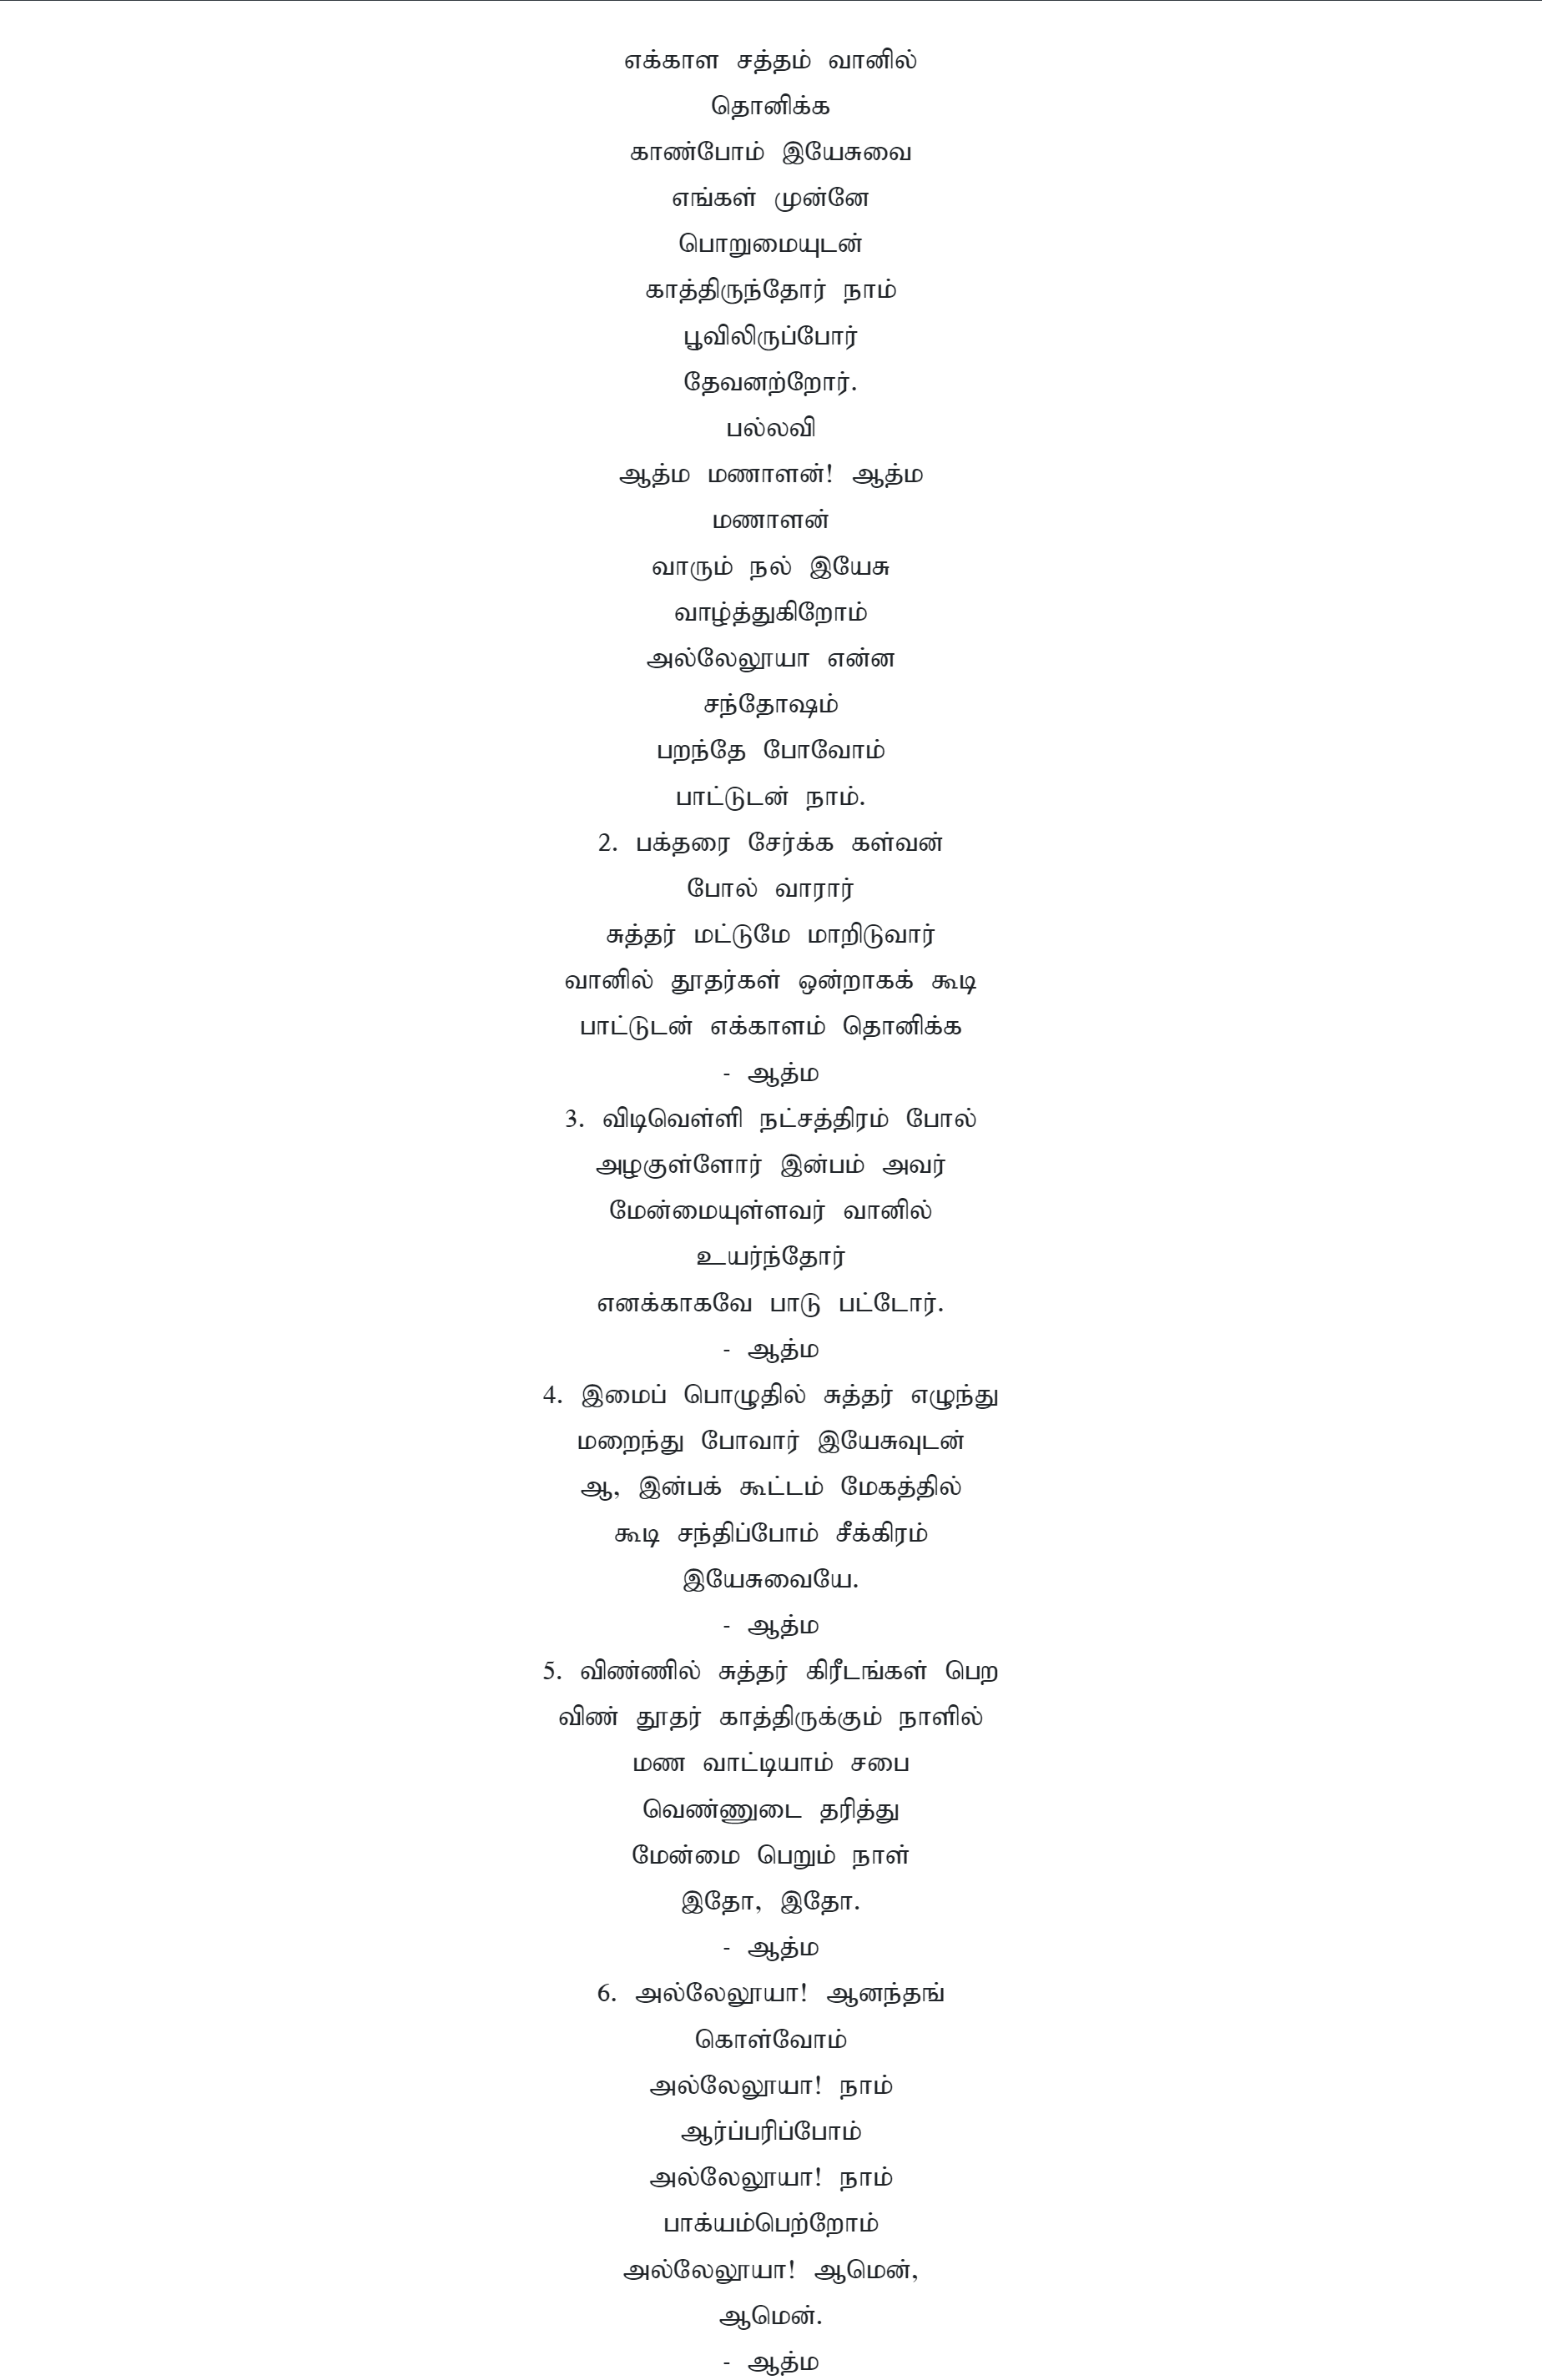 எக்காள சத்தம் வானில்
தொனிக்க
காண்போம் இயேசுவை
எங்கள் முன்னே
பொறுமையுடன்
காத்திருந்தோர் நாம்
பூவிலிருப்போர்
தேவனற்றோர்.
பல்லவி
ஆத்ம மணாளன்! ஆத்ம
மணாளன்
வாரும் நல் இயேசு
வாழ்த்துகிறோம்
அல்லேலூயா என்ன
சந்தோஷம்
பறந்தே போவோம்
பாட்டுடன் நாம்.
2. பக்தரை சேர்க்க கள்வன்
போல் வாரார்
சுத்தர் மட்டுமே மாறிடுவார்
வானில் தூதர்கள் ஒன்றாகக் கூடி
பாட்டுடன் எக்காளம் தொனிக்க
- ஆத்ம
3. விடிவெள்ளி நட்சத்திரம் போல்
அழகுள்ளோர் இன்பம் அவர்
மேன்மையுள்ளவர் வானில்
உயர்ந்தோர்
எனக்காகவே பாடு பட்டோர்.
- ஆத்ம
4. இமைப் பொழுதில் சுத்தர் எழுந்து
மறைந்து போவார் இயேசுவுடன்
ஆ, இன்பக் கூட்டம் மேகத்தில்
கூடி சந்திப்போம் சீக்கிரம்
இயேசுவையே.
- ஆத்ம
5. விண்ணில் சுத்தர் கிரீடங்கள் பெற
விண் தூதர் காத்திருக்கும் நாளில்
மண வாட்டியாம் சபை
வெண்ணுடை தரித்து
மேன்மை பெறும் நாள்
இதோ, இதோ.
- ஆத்ம
6. அல்லேலூயா! ஆனந்தங்
கொள்வோம்
அல்லேலூயா! நாம்
ஆர்ப்பரிப்போம்
அல்லேலூயா! நாம்
பாக்யம்பெற்றோம்
அல்லேலூயா! ஆமென்,
ஆமென்.
- ஆத்ம